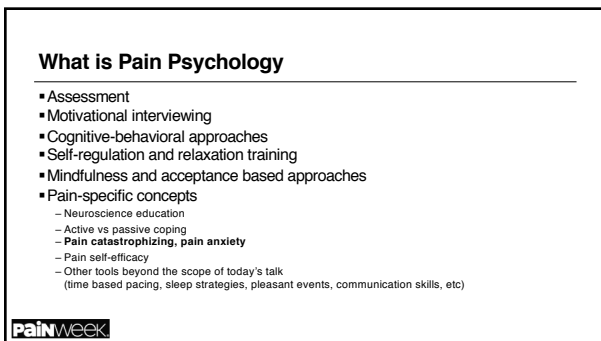 What is Pain Psychology
▪Assessment
▪Motivational interviewing
▪Cognitive-behavioral approaches
▪Self-regulation and relaxation training
▪Mindfulness and acceptance based approaches
▪Pain-specific concepts
– Neuroscience education
– Active vs passive coping
– Pain catastrophizing, pain anxiety
– Pain self-efficacy
– Other tools beyond the scope of today's talk
(time based pacing, sleep strategies, pleasant events, communication skills, etc)
PaiNWEEK.